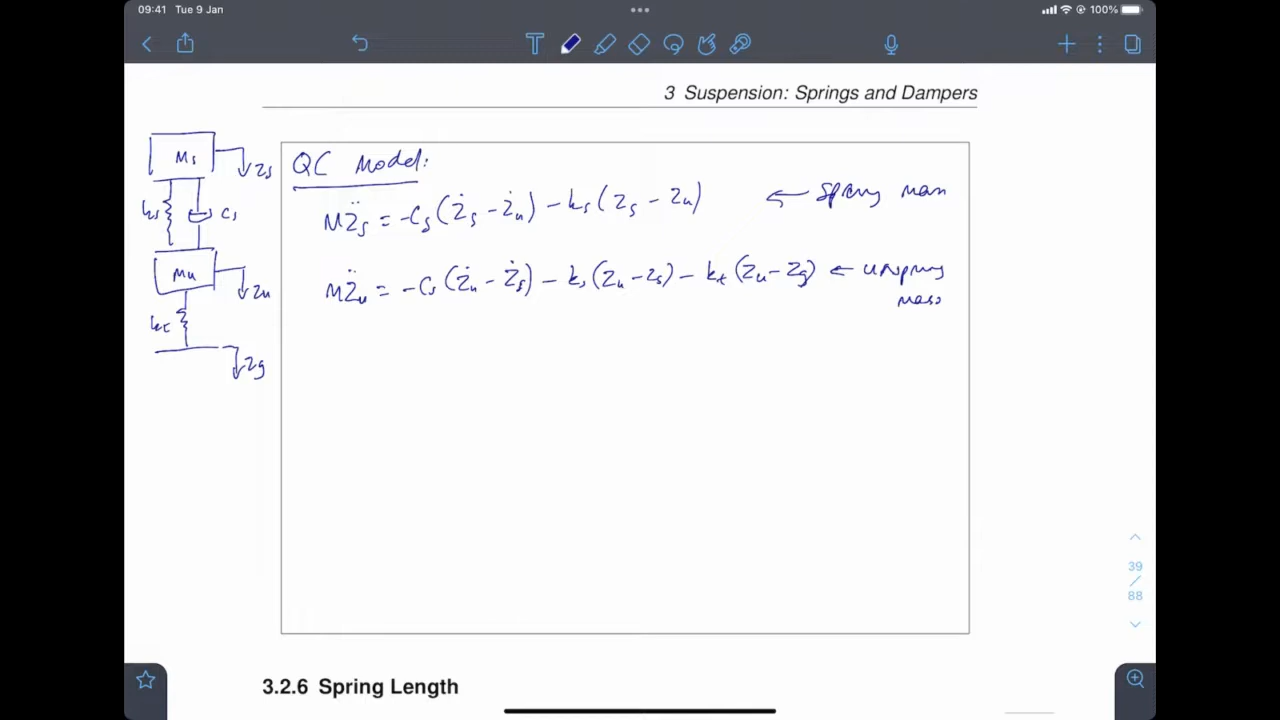 09:41 Tue 9 Jan
100%
3 Suspension: Springs and Dampers
Ms
Zs
ks
Cs
Mu
Zu
kt
Zg
QC Model:
MZ̈s = -Cs(Żs - Żu) - ks(Zs - Zu) ← Sprung mass
MZ̈u = -Cs(Żu - Żs) - ks(Zu - Zs) - kt(Zu - Zg) ← unsprung
mass
39
/
88
3.2.6 Spring Length